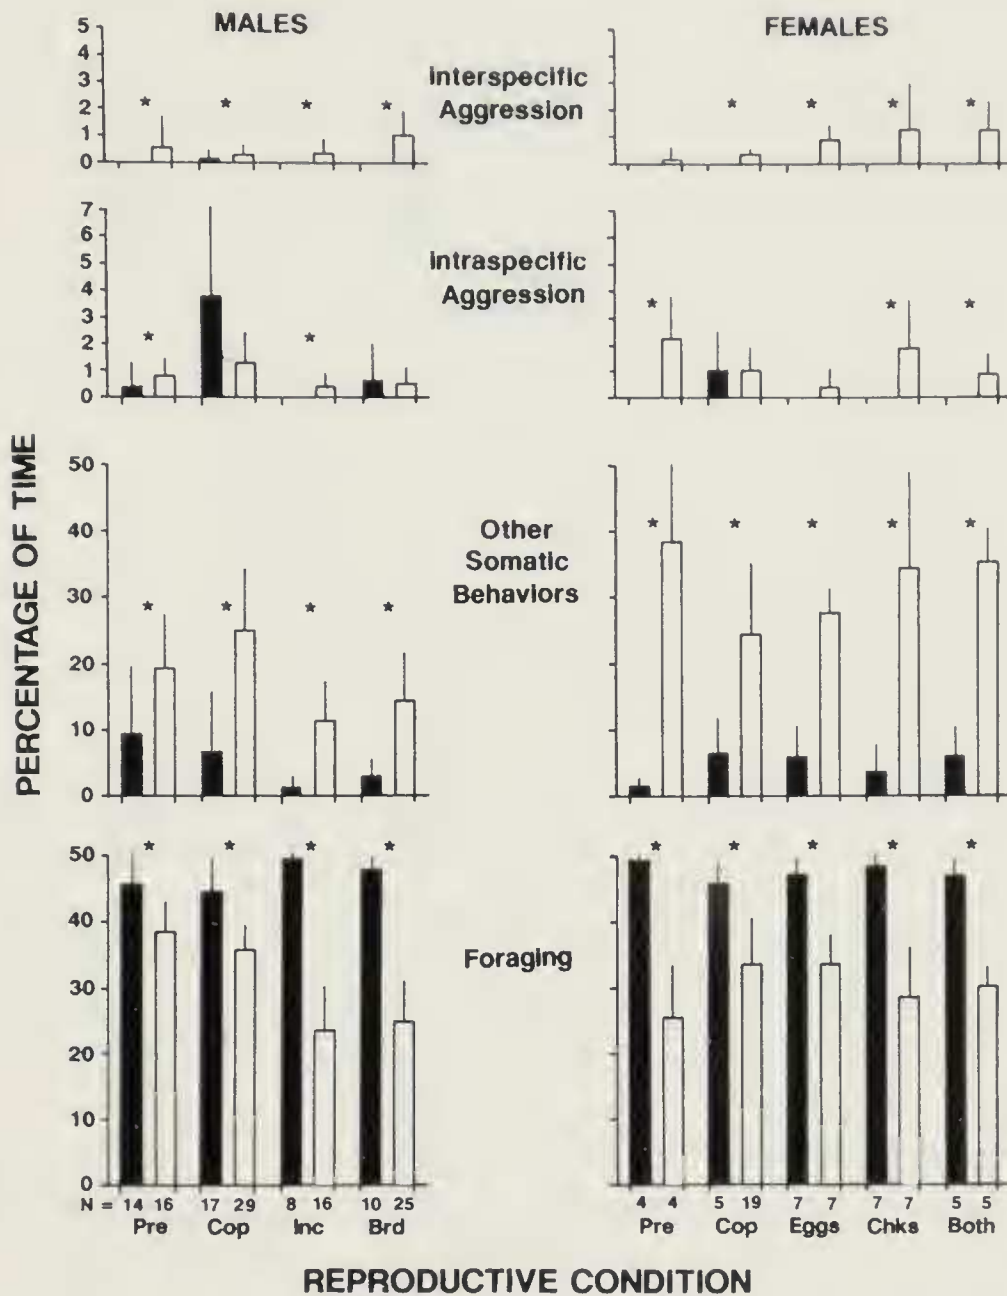 MALES
FEMALES
5
4
3
2
1
0
* * * *
Interspecific
Aggression
* * * *
7
6
5
4
3
2
1
0
* *
Intraspecific
Aggression
* * *
PERCENTAGE OF TIME
50
40
30
20
10
0
* * * *
Other
Somatic
Behaviors
* * * * *
50
40
30
20
10
0
* * * *
Foraging
* * * * *
N = 14 16 17 29 8 16 10 25
Pre Cop Inc Brd
4 4 5 19 7 7 7 7 5 5
Pre Cop Eggs Chks Both
REPRODUCTIVE CONDITION